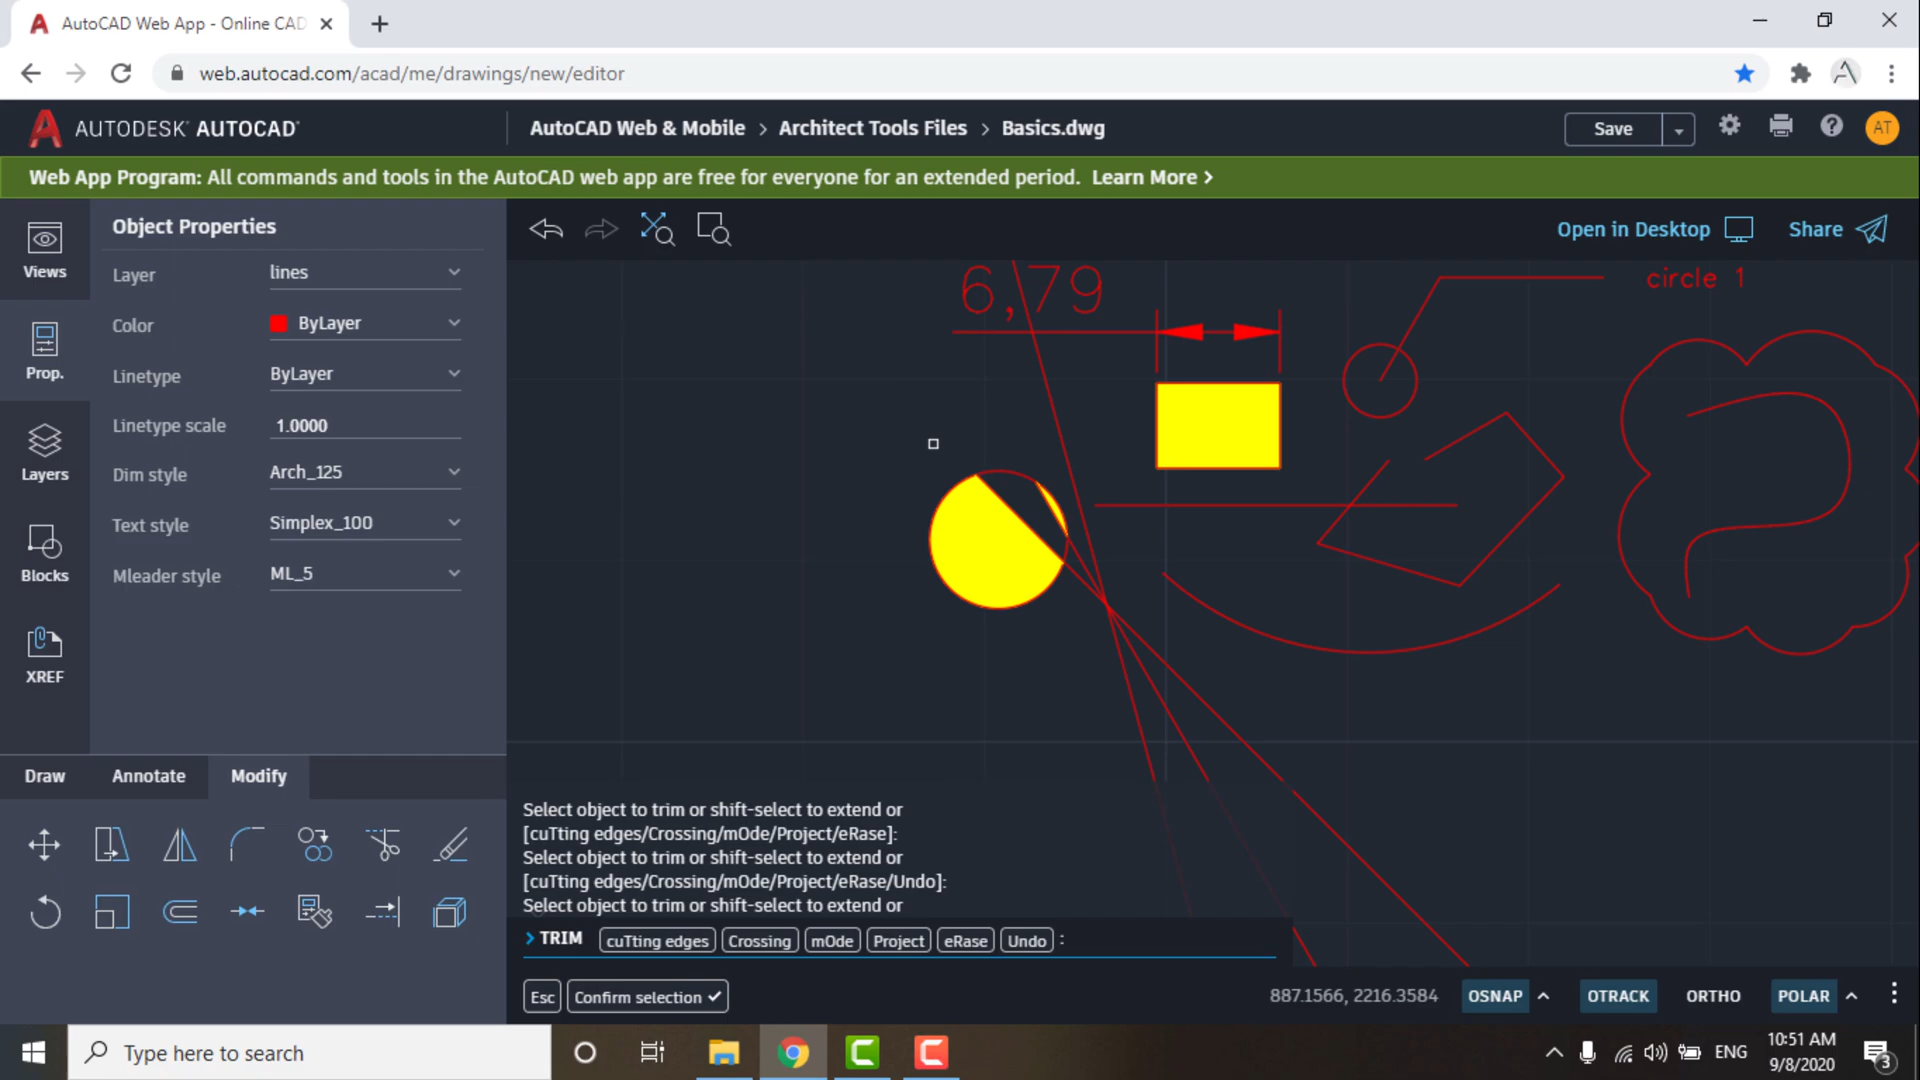 AutoCAD Web App - Online CAD
web.autocad.com/acad/me/drawings/new/editor
AUTODESK® AUTOCAD®
AutoCAD Web & Mobile > Architect Tools Files > Basics.dwg
Save
AT
Web App Program: All commands and tools in the AutoCAD web app are free for everyone for an extended period. Learn More >
Views
Prop.
Layers
Blocks
XREF
Object Properties
Layer lines
Color ByLayer
Linetype ByLayer
Linetype scale 1.0000
Dim style Arch_125
Text style Simplex_100
Mleader style ML_5
Open in Desktop
Share
6,79
circle 1
Draw Annotate Modify
Select object to trim or shift-select to extend or
[cuTting edges/Crossing/mOde/Project/eRase]:
Select object to trim or shift-select to extend or
[cuTting edges/Crossing/mOde/Project/eRase/Undo]:
Select object to trim or shift-select to extend or
> TRIM cuTting edges Crossing mOde Project eRase Undo :
Esc Confirm selection
887.1566, 2216.3584 OSNAP OTRACK ORTHO POLAR
Type here to search
ENG
10:51 AM
9/8/2020
3